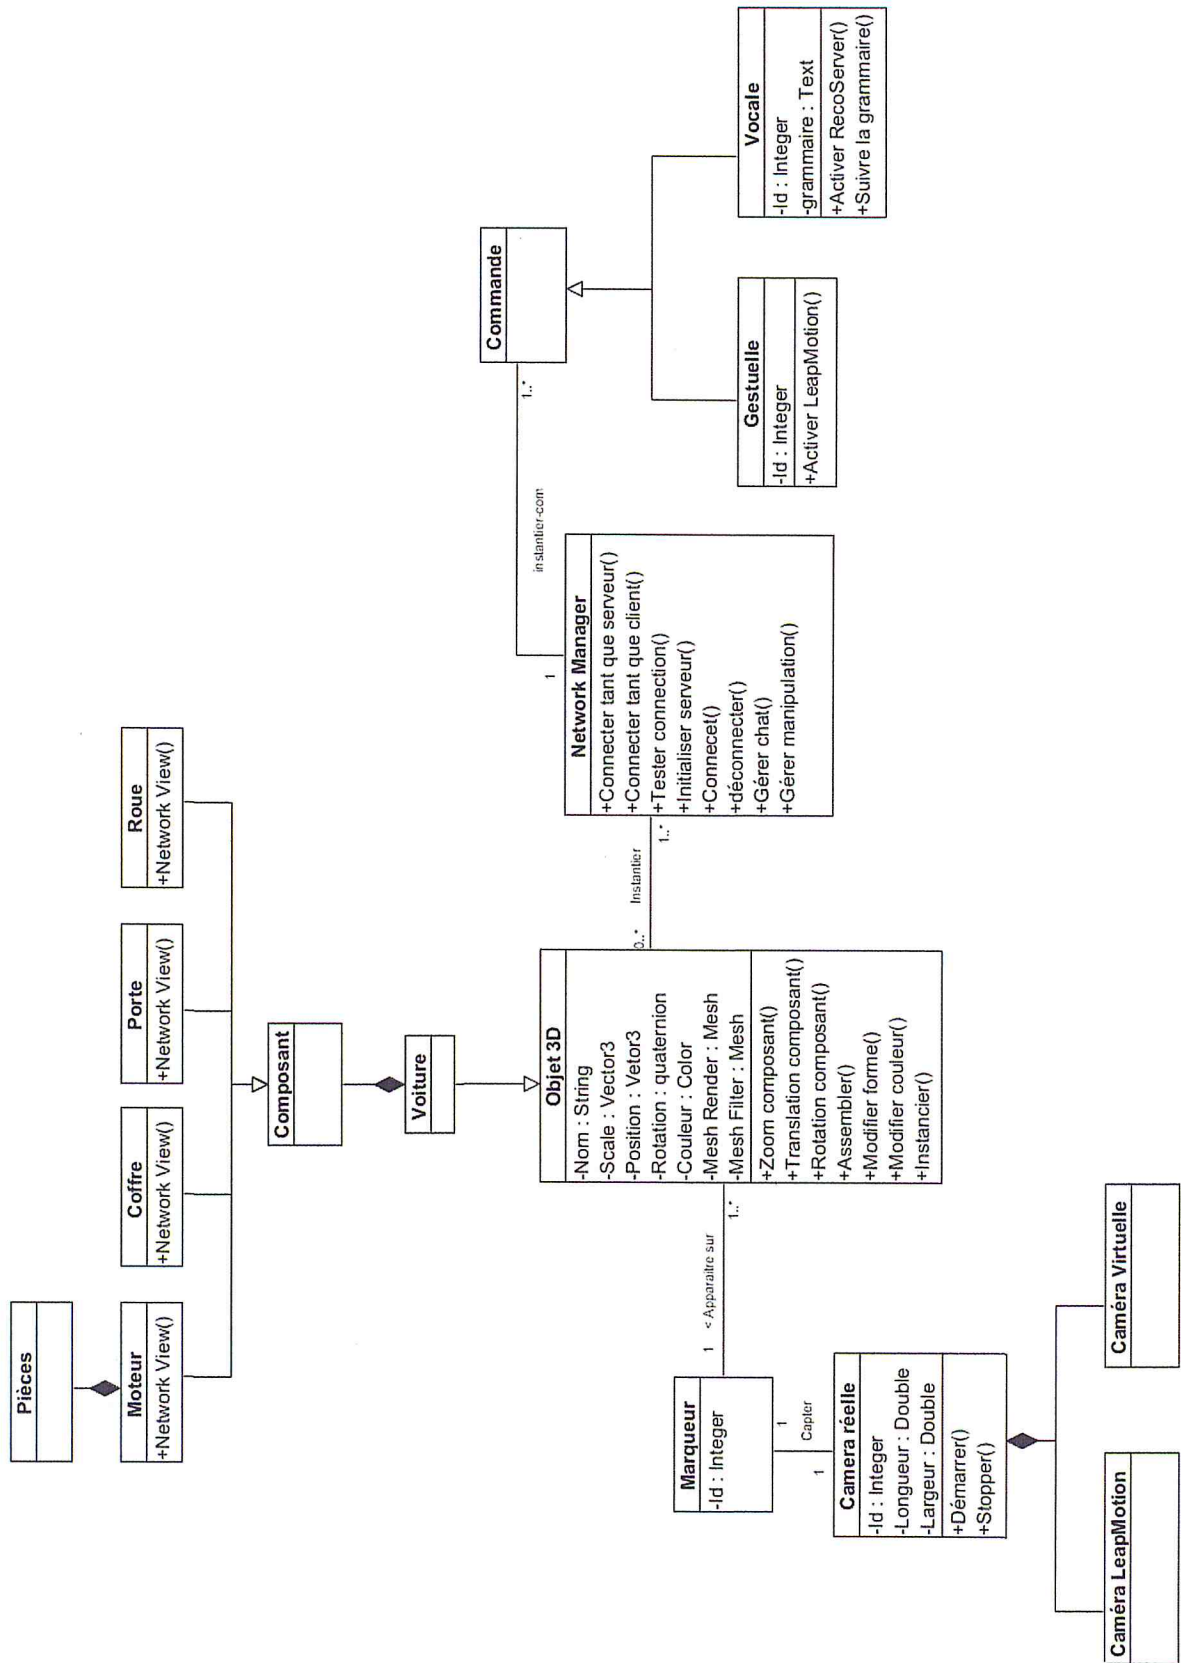 Pièces
Moteur
+Network View()
Coffre
+Network View()
Porte
+Network View()
Roue
+Network View()
Composant
Voiture
Objet 3D
-Nom : String
-Scale : Vector3
-Position : Vetor3
-Rotation : quaternion
-Couleur : Color
-Mesh Render : Mesh
-Mesh Filter : Mesh
+Zoom composant()
+Translation composant()
+Rotation composant()
+Assembler()
+Modifier forme()
+Modifier couleur()
+Instancier()
0..*
Instantier
1..*
Network Manager
+Connecter tant que serveur()
+Connecter tant que client()
+Tester connection()
+Initialiser serveur()
+Connecet()
+déconnecter()
+Gérer chat()
+Gérer manipulation()
1
instantier-com
1..*
Commande
Gestuelle
-Id : Integer
+Activer LeapMotion()
Vocale
-Id : Integer
-grammaire : Text
+Activer RecoServer()
+Suivre la grammaire()
1
< Apparaitre sur
1..*
Marqueur
-Id : Integer
1
Capter
1
Camera réelle
-Id : Integer
-Longueur : Double
-Largeur : Double
+Démarrer()
+Stopper()
Caméra LeapMotion
Caméra Virtuelle